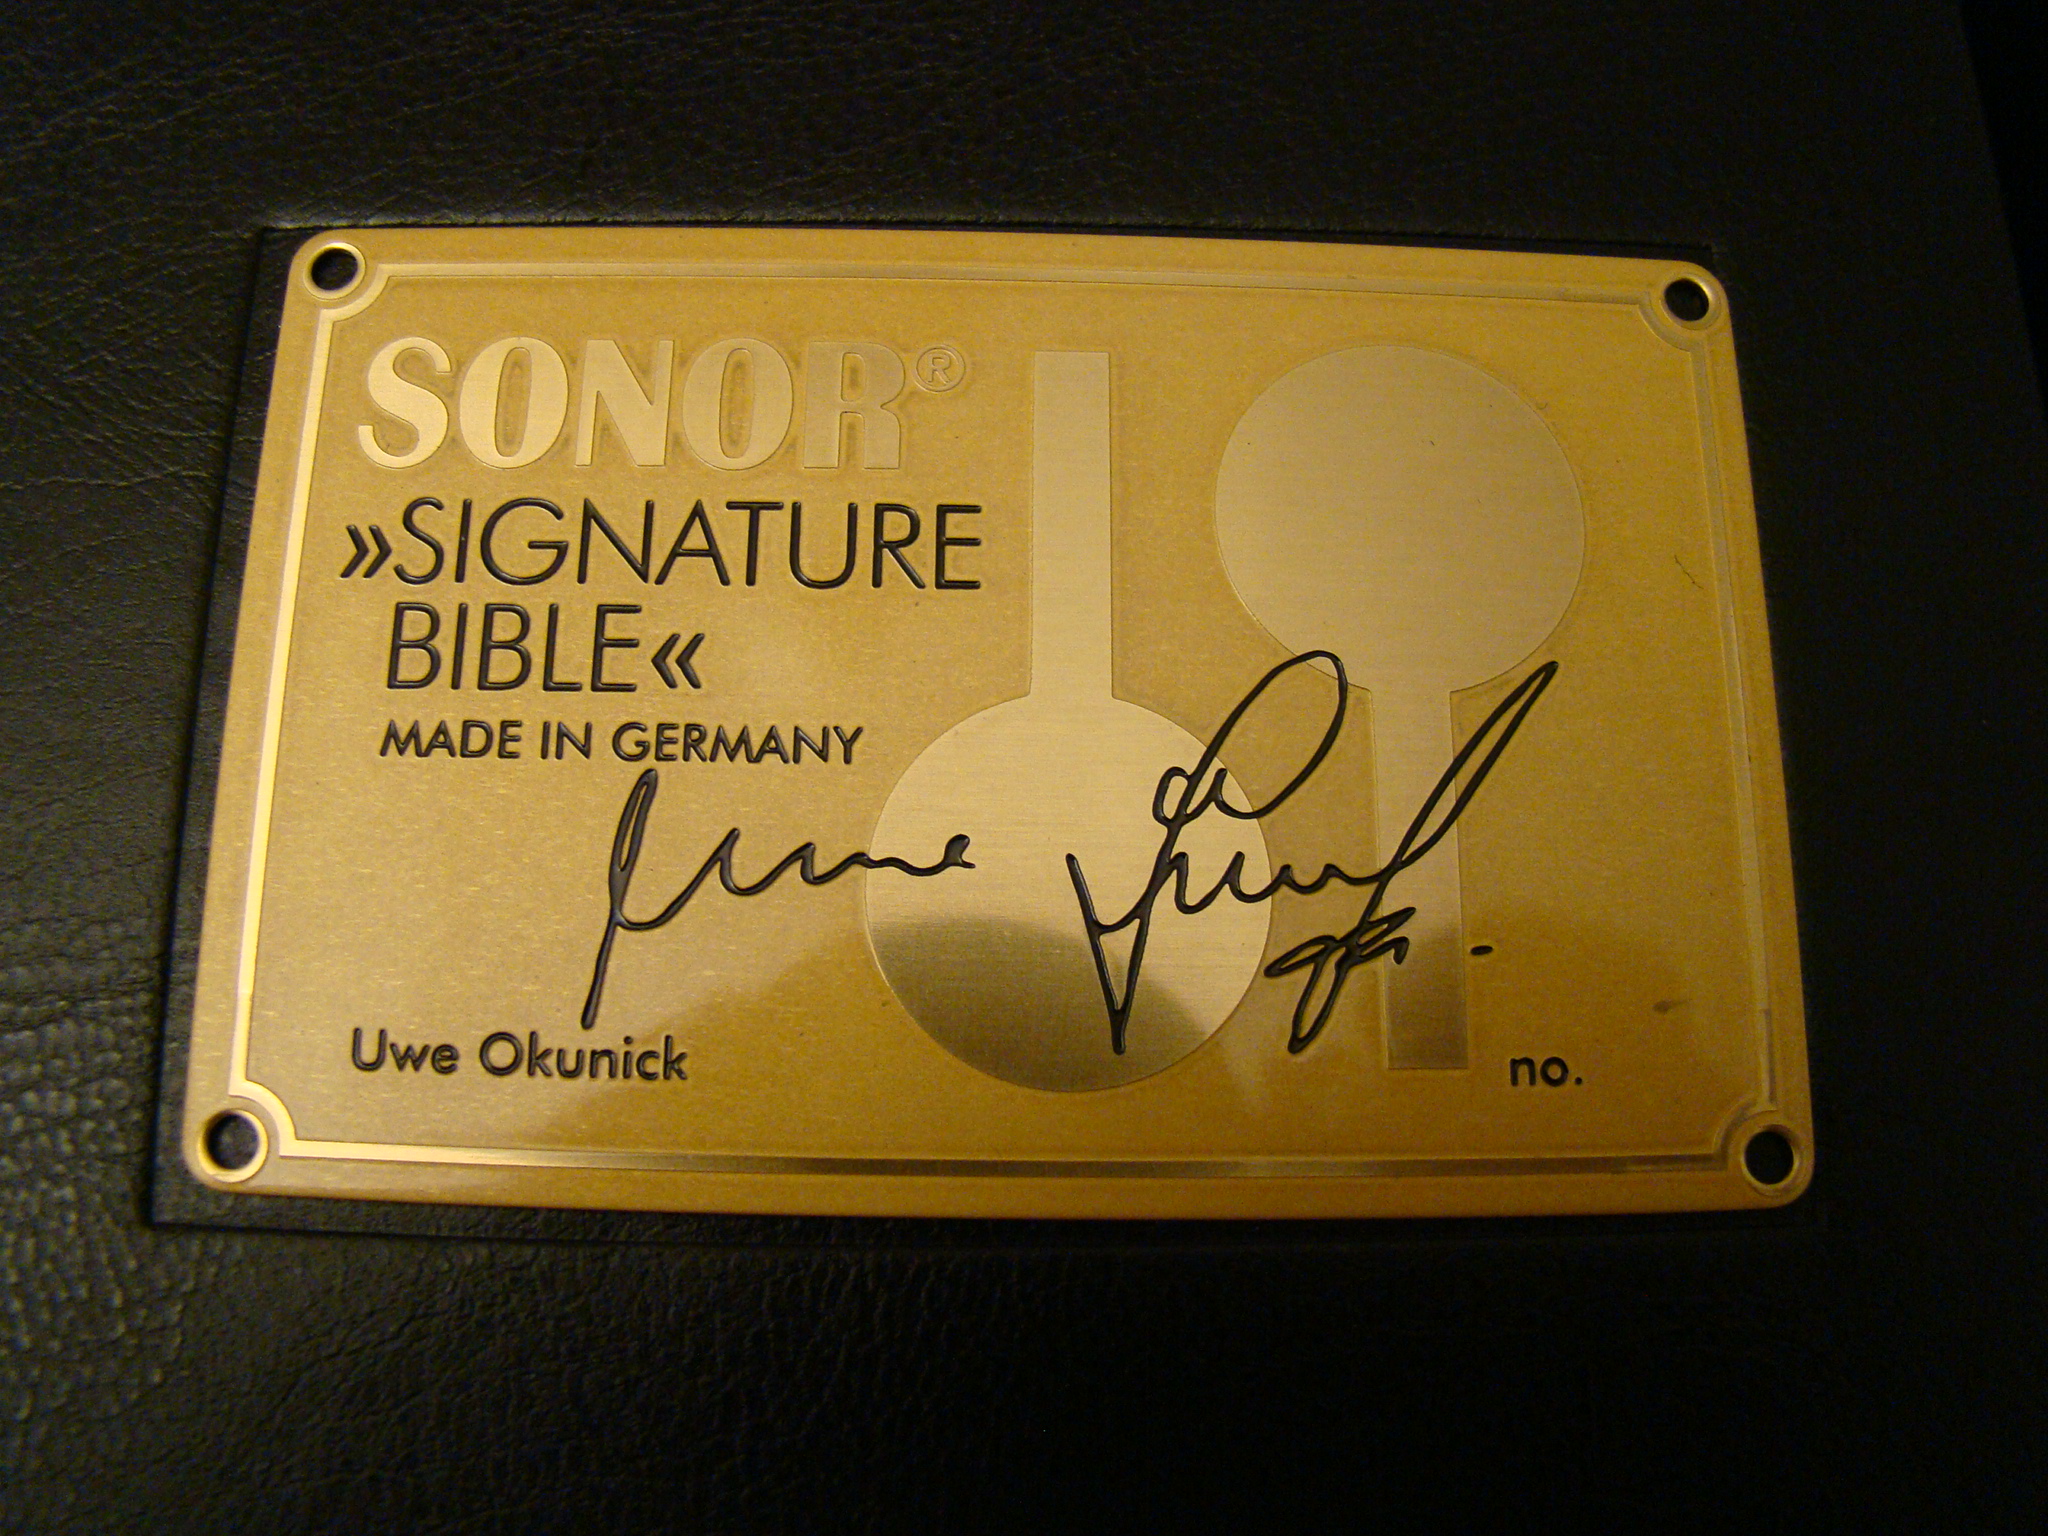 SONOR®
»SIGNATURE
BIBLE«
MADE IN GERMANY
Uwe Okunick
no.